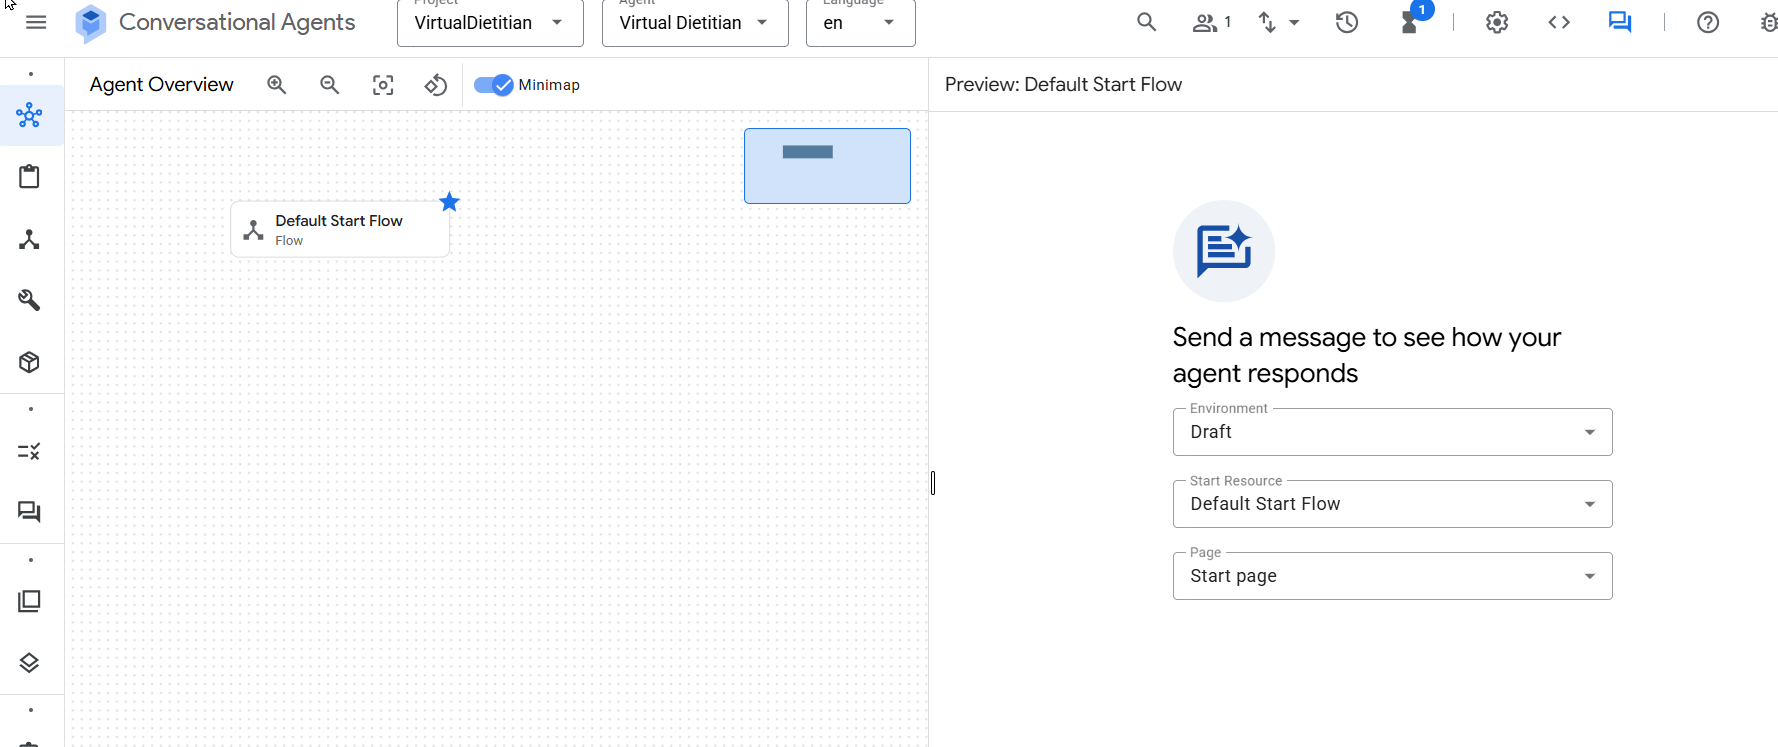 Conversational Agents
Project
VirtualDietitian
Agent
Virtual Dietitian
Language
en
1
1
Agent Overview
Minimap
Preview: Default Start Flow
Default Start Flow
Flow
Send a message to see how your
agent responds
Environment
Draft
Start Resource
Default Start Flow
Page
Start page